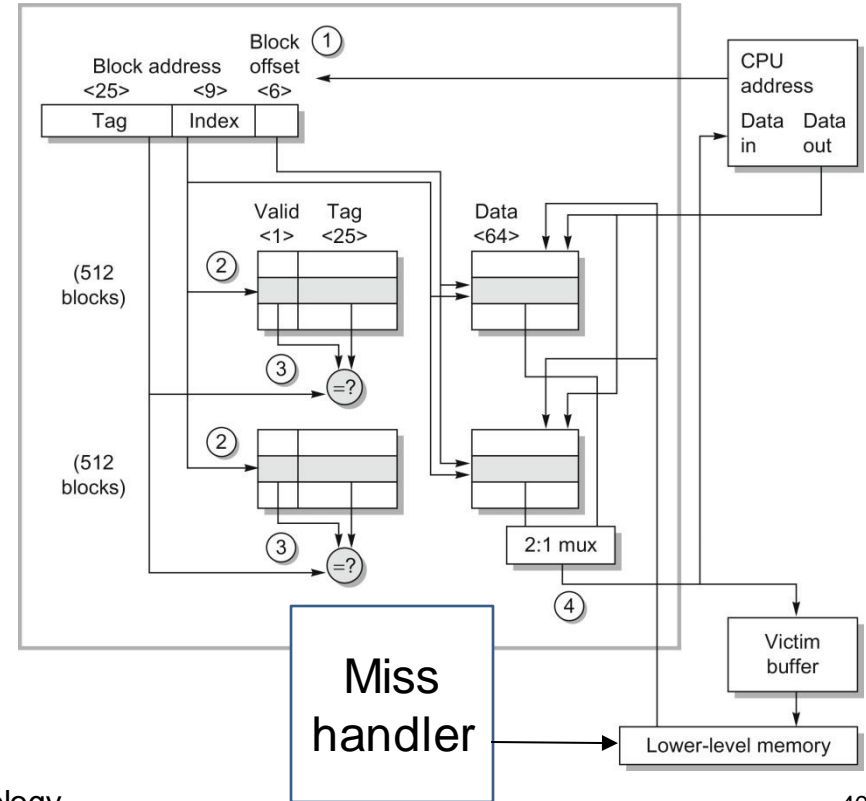 Block
offset
<6>
1
Block address
<25>
<9>
Tag
Index
CPU
address
Data
in
Data
out
Valid
<1>
Tag
<25>
Data
<64>
(512
blocks)
2
3
=?
(512
blocks)
2
3
=?
2:1 mux
4
Victim
buffer
Miss
handler
Lower-level memory